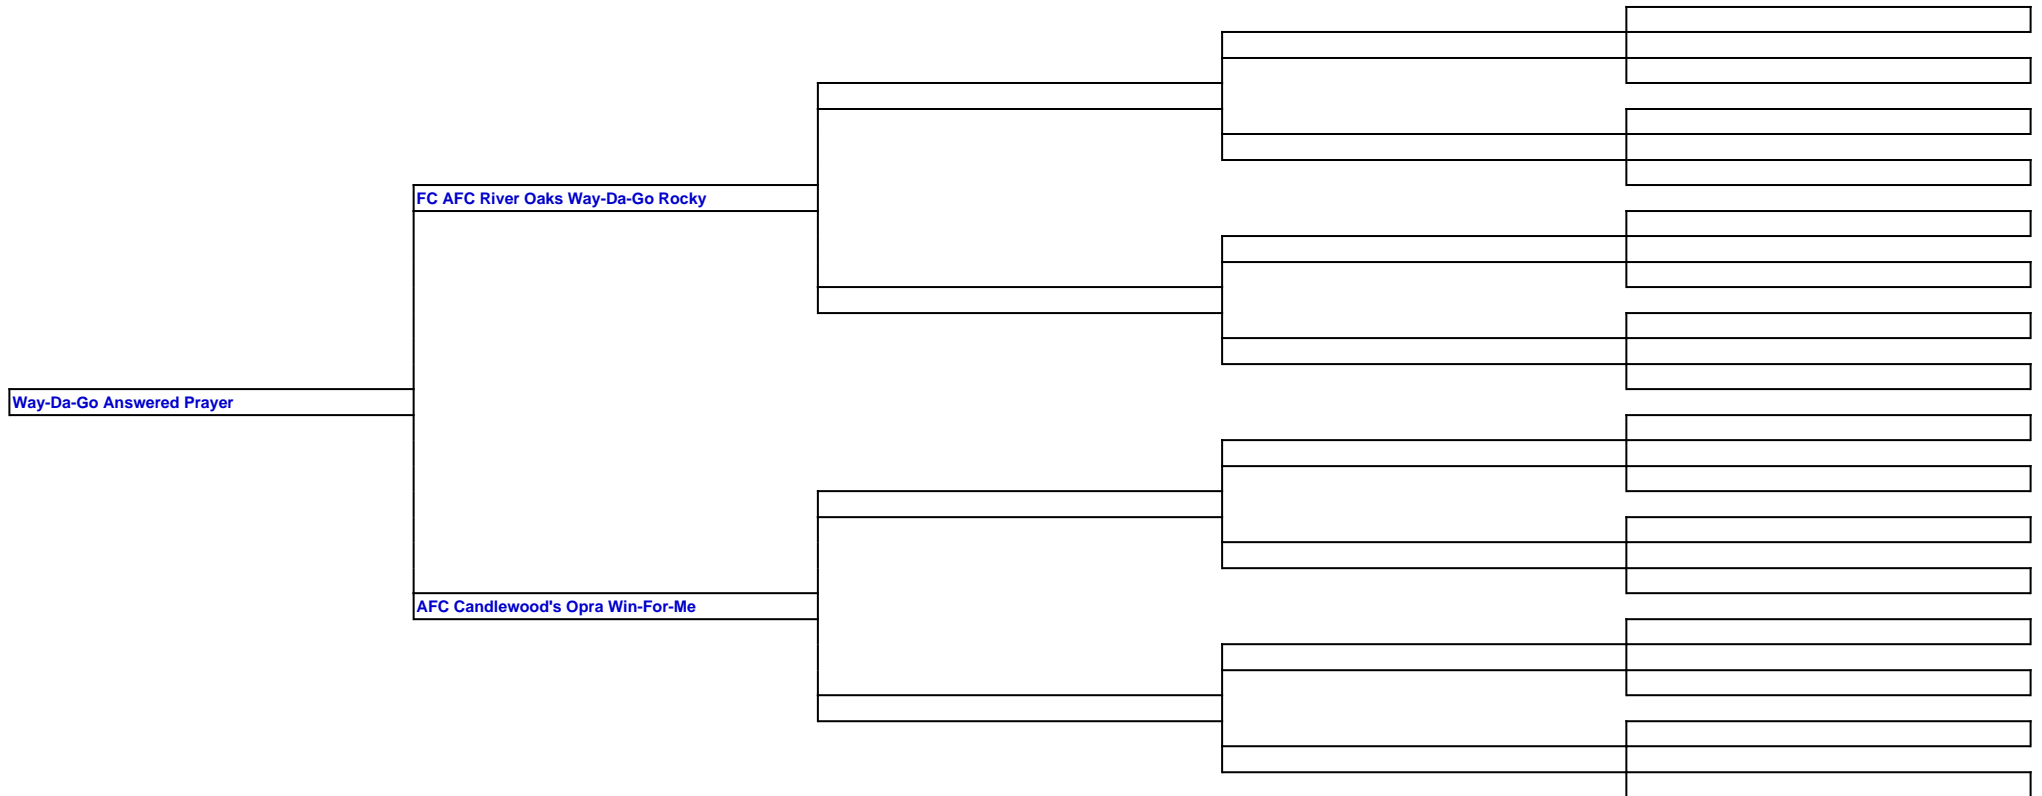 FC AFC River Oaks Way-Da-Go Rocky
Way-Da-Go Answered Prayer
AFC Candlewood's Opra Win-For-Me